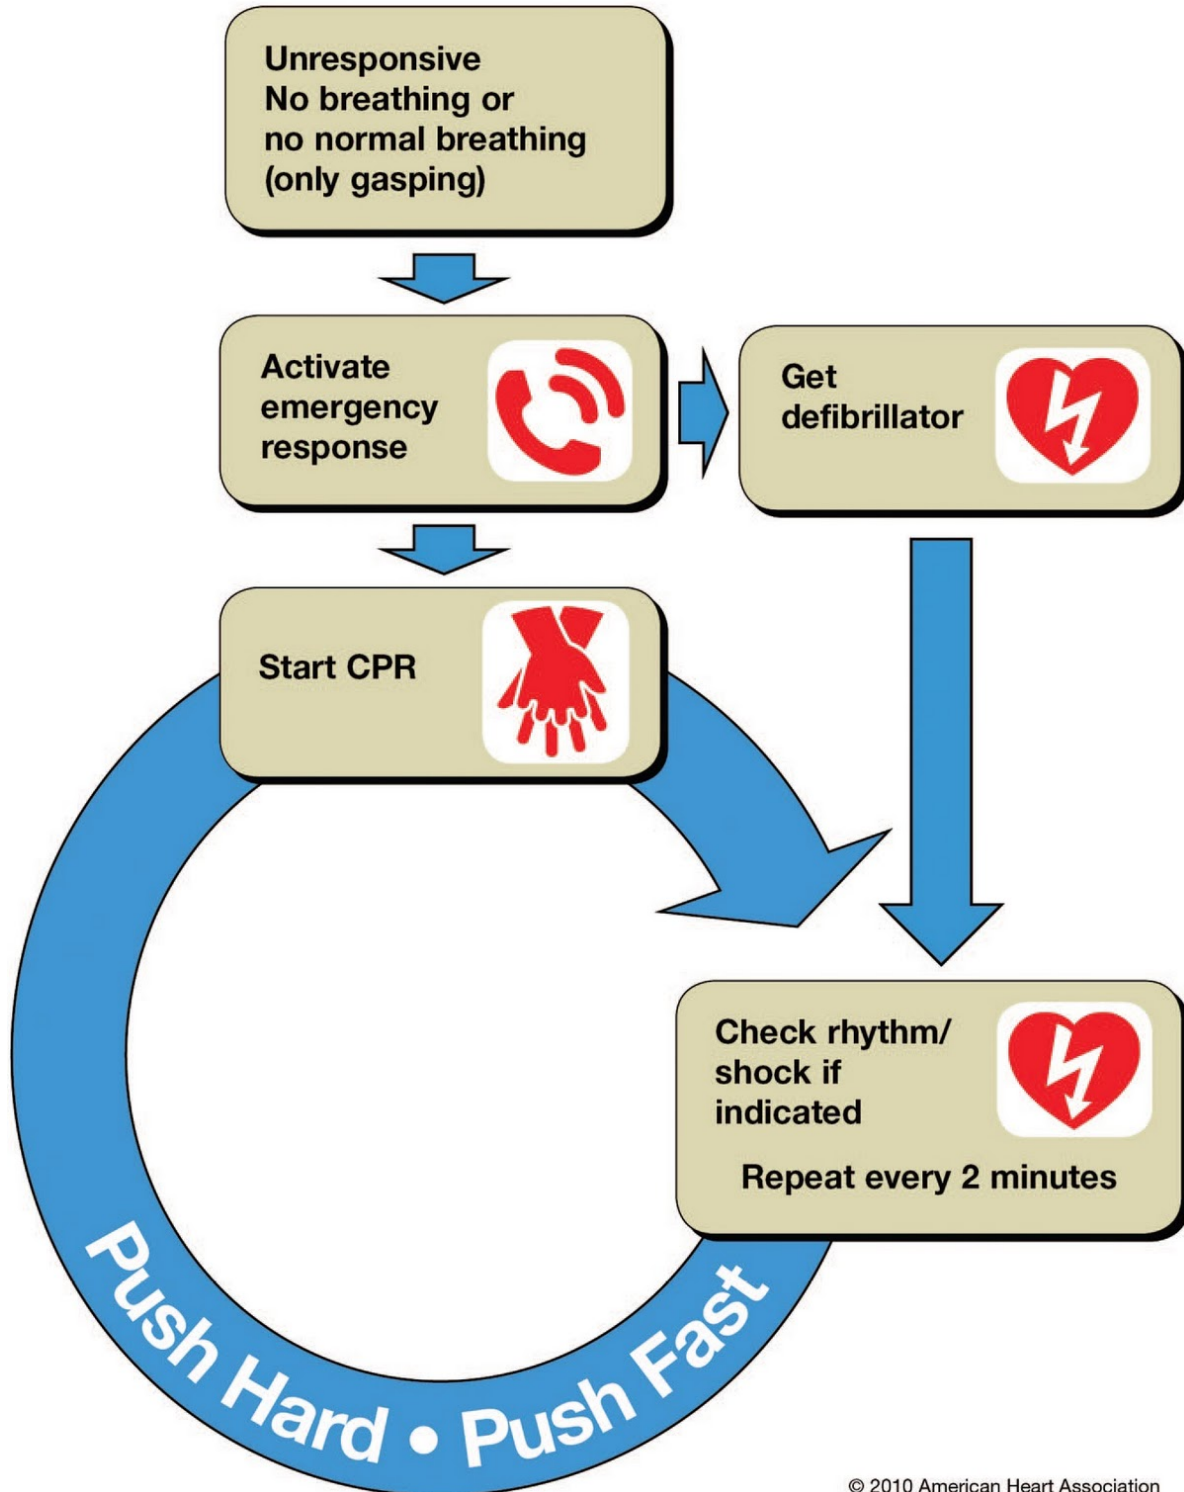 Unresponsive
No breathing or
no normal breathing
(only gasping)
Activate
emergency
response
Get
defibrillator
Start CPR
Check rhythm/
shock if
indicated
Repeat every 2 minutes
Push Hard • Push Fast
© 2010 American Heart Association